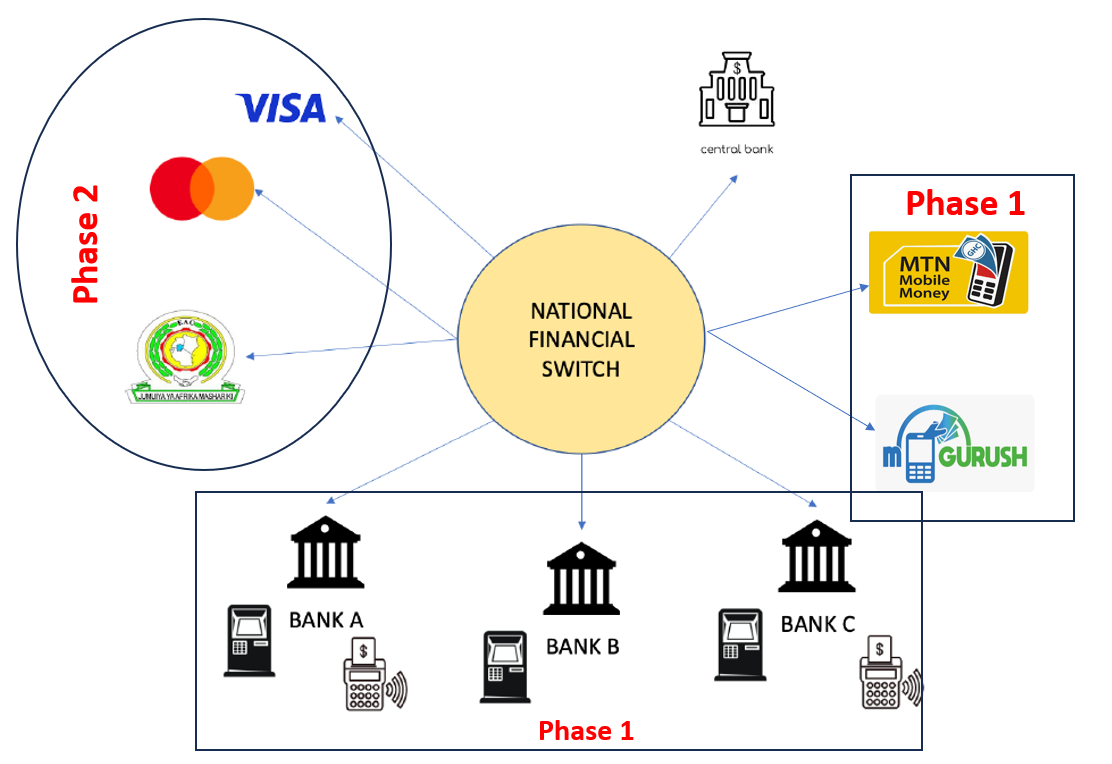 VISA
$
central bank
Phase 2
Phase 1
MTN
Mobile
Money
GHC
NATIONAL
FINANCIAL
SWITCH
EAC
JUMUIYA YA AFRIKA MASHARIKI
m GURUSH
BANK A
$
BANK B
BANK C
$
Phase 1